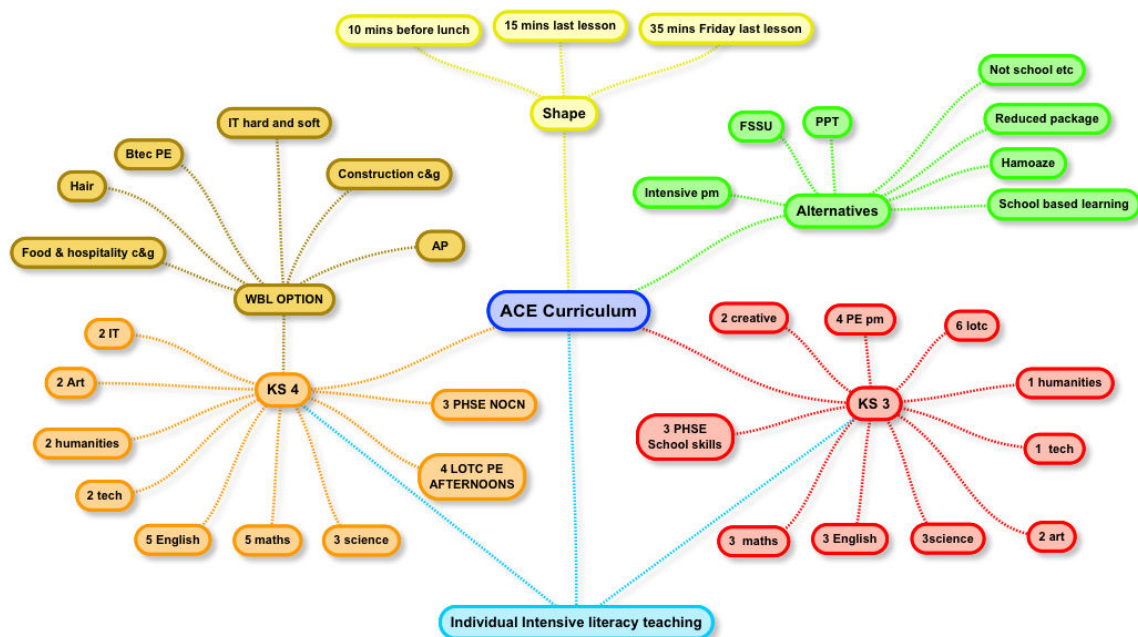 10 mins before lunch
15 mins last lesson
35 mins Friday last lesson
Shape
Not school etc
FSSU
PPT
Reduced package
Hamoaze
Intensive pm
School based learning
Alternatives
IT hard and soft
Btec PE
Construction c&g
Hair
Food & hospitality c&g
AP
WBL OPTION
ACE Curriculum
2 IT
2 Art
KS 4
3 PHSE NOCN
2 humanities
4 LOTC PE
AFTERNOONS
2 tech
5 English
5 maths
3 science
2 creative
4 PE pm
6 lotc
1 humanities
KS 3
3 PHSE
School skills
1 tech
3 maths
3 English
3science
2 art
Individual Intensive literacy teaching